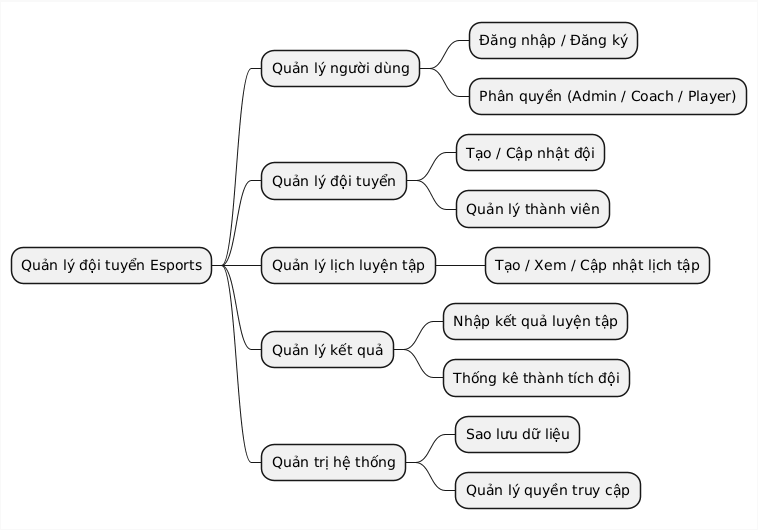 Quản lý đội tuyển Esports
Quản lý người dùng
Đăng nhập / Đăng ký
Phân quyền (Admin / Coach / Player)
Quản lý đội tuyển
Tạo / Cập nhật đội
Quản lý thành viên
Quản lý lịch luyện tập
Tạo / Xem / Cập nhật lịch tập
Quản lý kết quả
Nhập kết quả luyện tập
Thống kê thành tích đội
Quản trị hệ thống
Sao lưu dữ liệu
Quản lý quyền truy cập